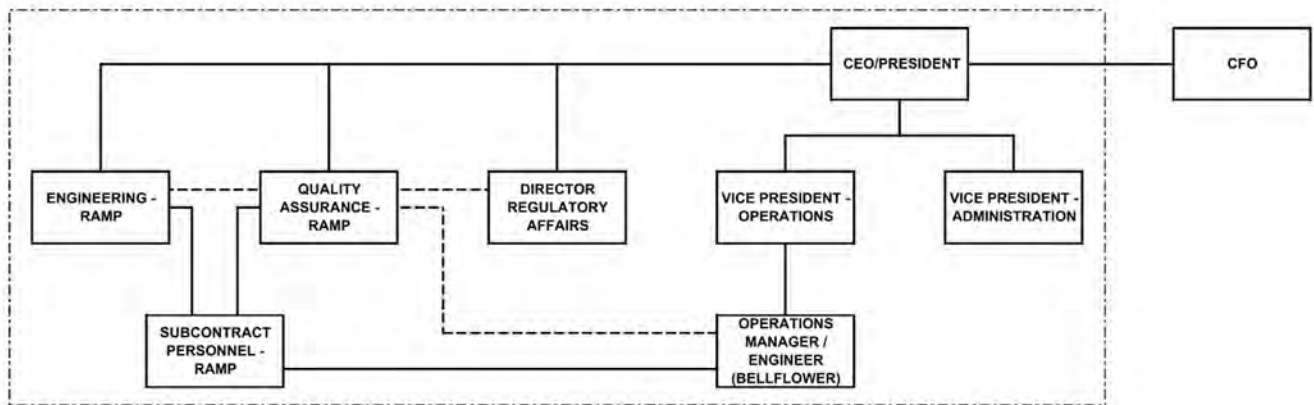 CEO/PRESIDENT
CFO
ENGINEERING -
RAMP
QUALITY
ASSURANCE -
RAMP
DIRECTOR
REGULATORY
AFFAIRS
VICE PRESIDENT -
OPERATIONS
VICE PRESIDENT -
ADMINISTRATION
SUBCONTRACT
PERSONNEL -
RAMP
OPERATIONS
MANAGER /
ENGINEER
(BELLFLOWER)